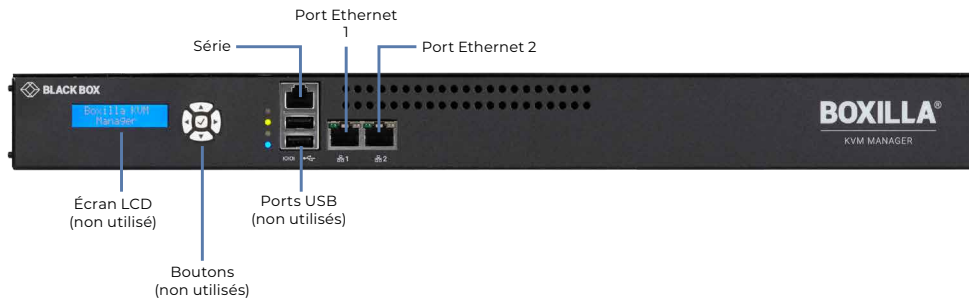 Port Ethernet
1
Série
Port Ethernet 2
BLACK BOX
Boxilla KVM
Manager
BOXILLA®
KVM MANAGER
1
2
Écran LCD
(non utilisé)
Ports USB
(non utilisés)
Boutons
(non utilisés)